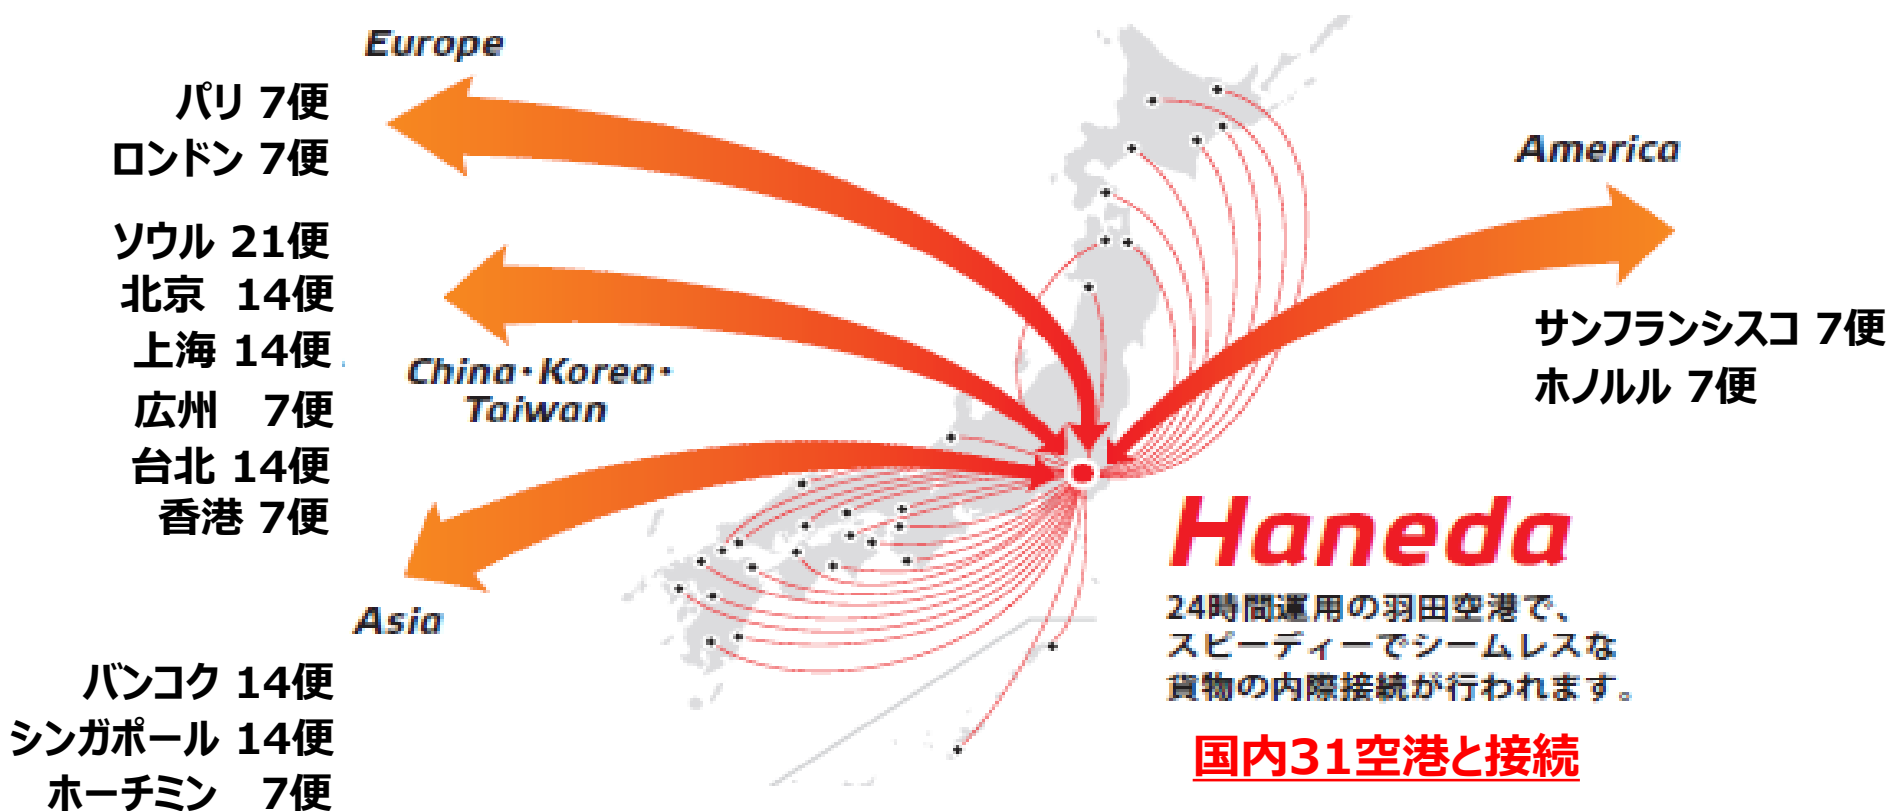 Europe
パリ 7便
ロンドン 7便
ソウル 21便
北京 14便
上海 14便
広州 7便
台北 14便
香港 7便
China・Korea・
Taiwan
Asia
バンコク 14便
シンガポール 14便
ホーチミン 7便
America
サンフランシスコ 7便
ホノルル 7便
Haneda
24時間運用の羽田空港で、
スピーディーでシームレスな
貨物の内際接続が行われます。
国内31空港と接続